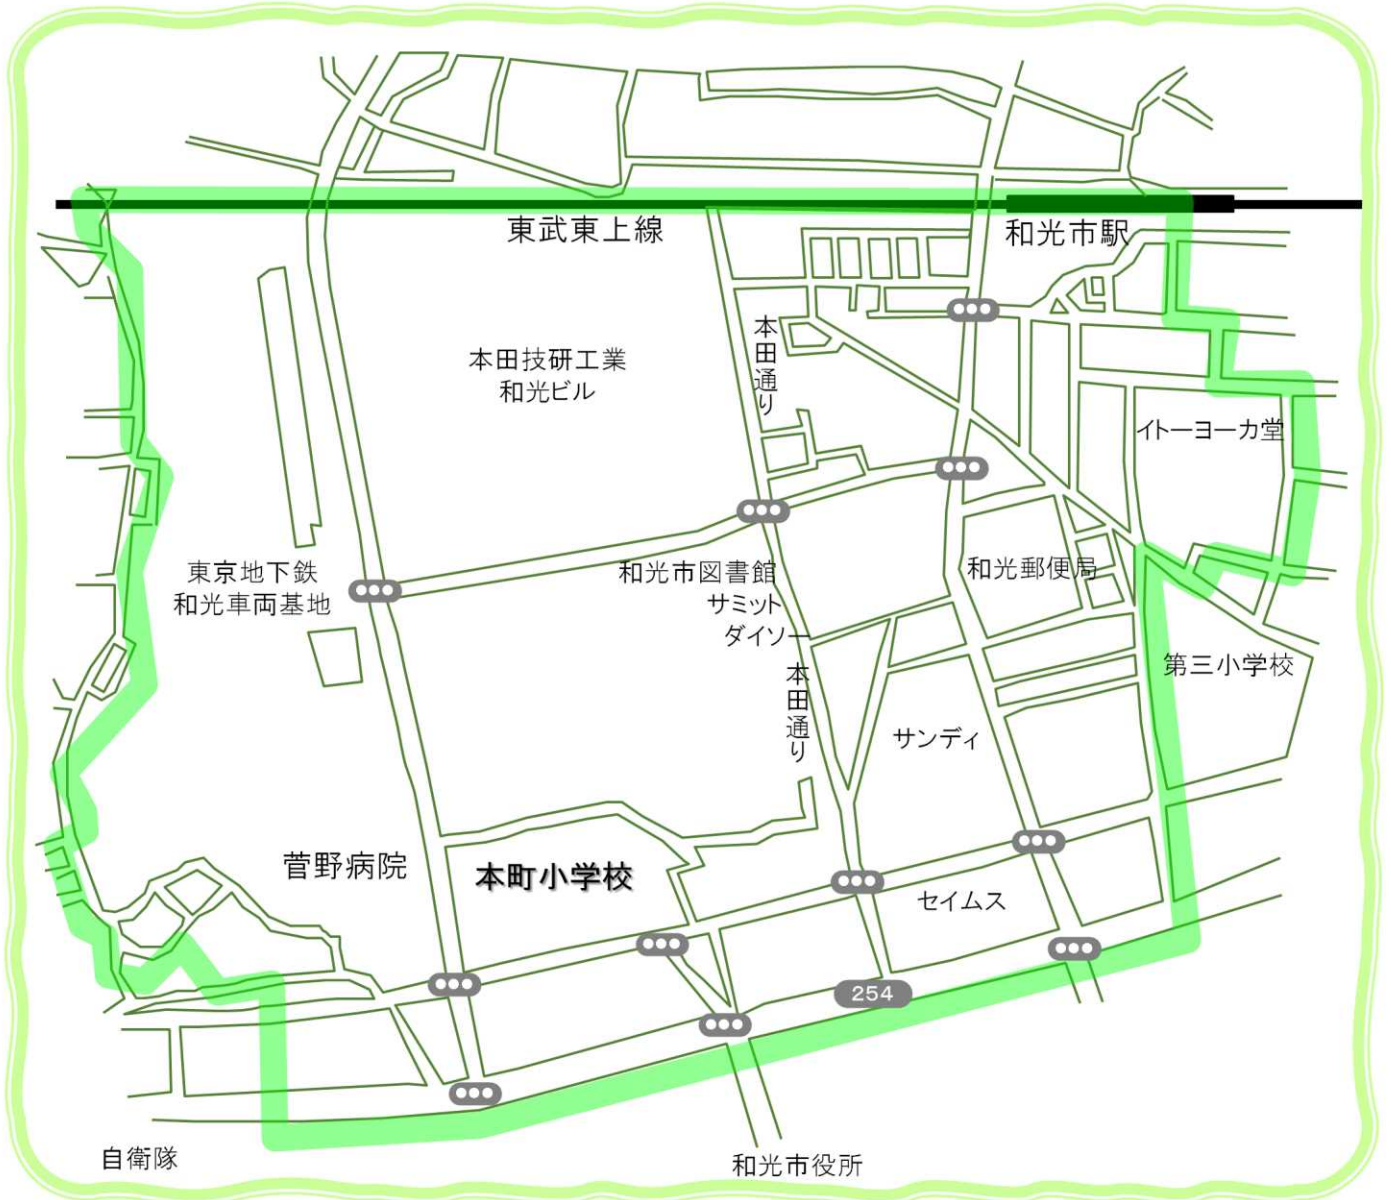 東武東上線
和光市駅
本田通り
本田技研工業
和光ビル
イトーヨーカ堂
東京地下鉄
和光車両基地
和光市図書館
サミット
ダイソー
和光郵便局
第三小学校
本田通り
サンディ
菅野病院
本町小学校
セイムス
254
自衛隊
和光市役所